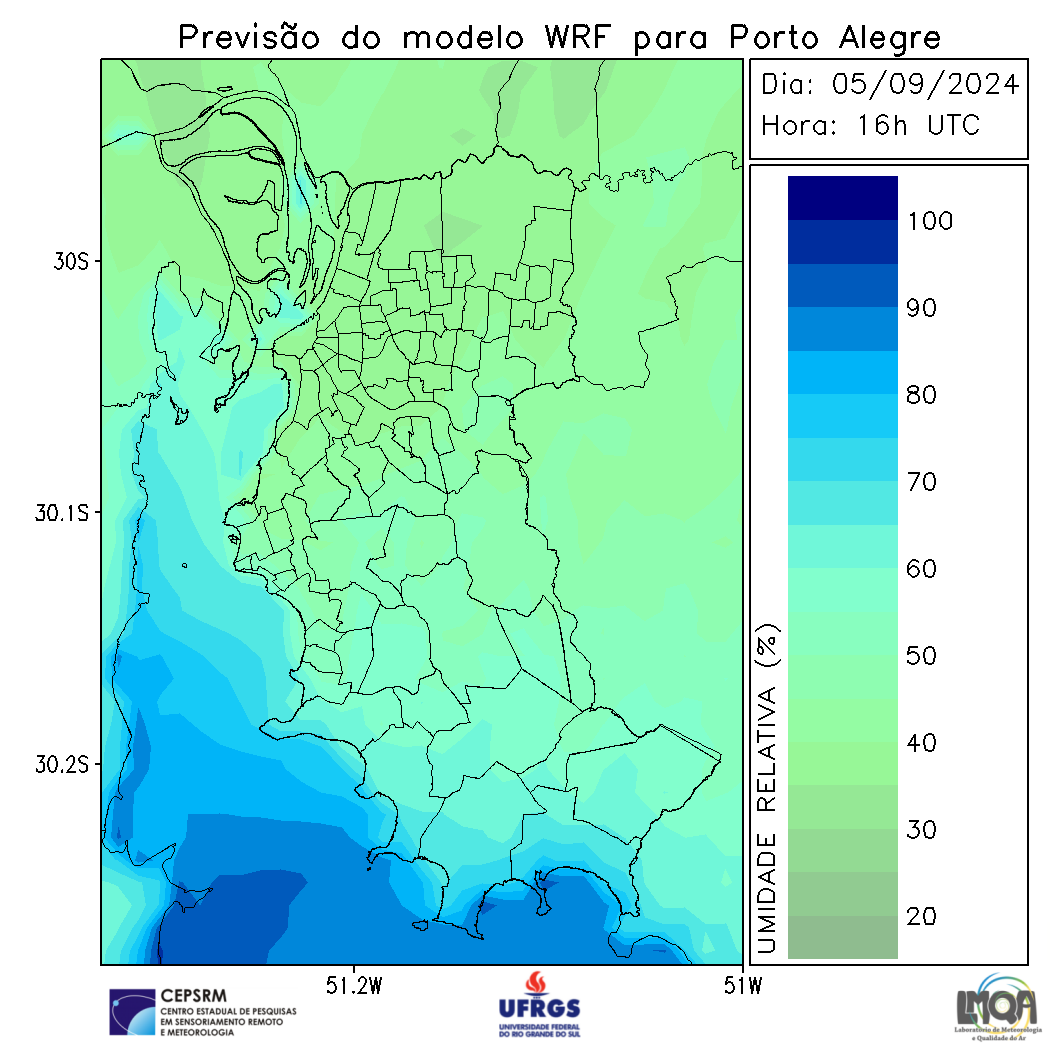 Previsão do modelo WRF para Porto Alegre
Dia: 05/09/2024
Hora: 16h UTC
100
90
80
70
60
50
40
30
20
UMIDADE RELATIVA (%)
30S
30.1S
30.2S
51.2W
51W
CEPSRM
CENTRO ESTADUAL DE PESQUISAS
EM SENSORIAMENTO REMOTO
E METEOROLOGIA
UFRGS
UNIVERSIDADE FEDERAL
DO RIO GRANDE DO SUL
LMQA
Laboratório de Meteorologia
e Qualidade do Ar